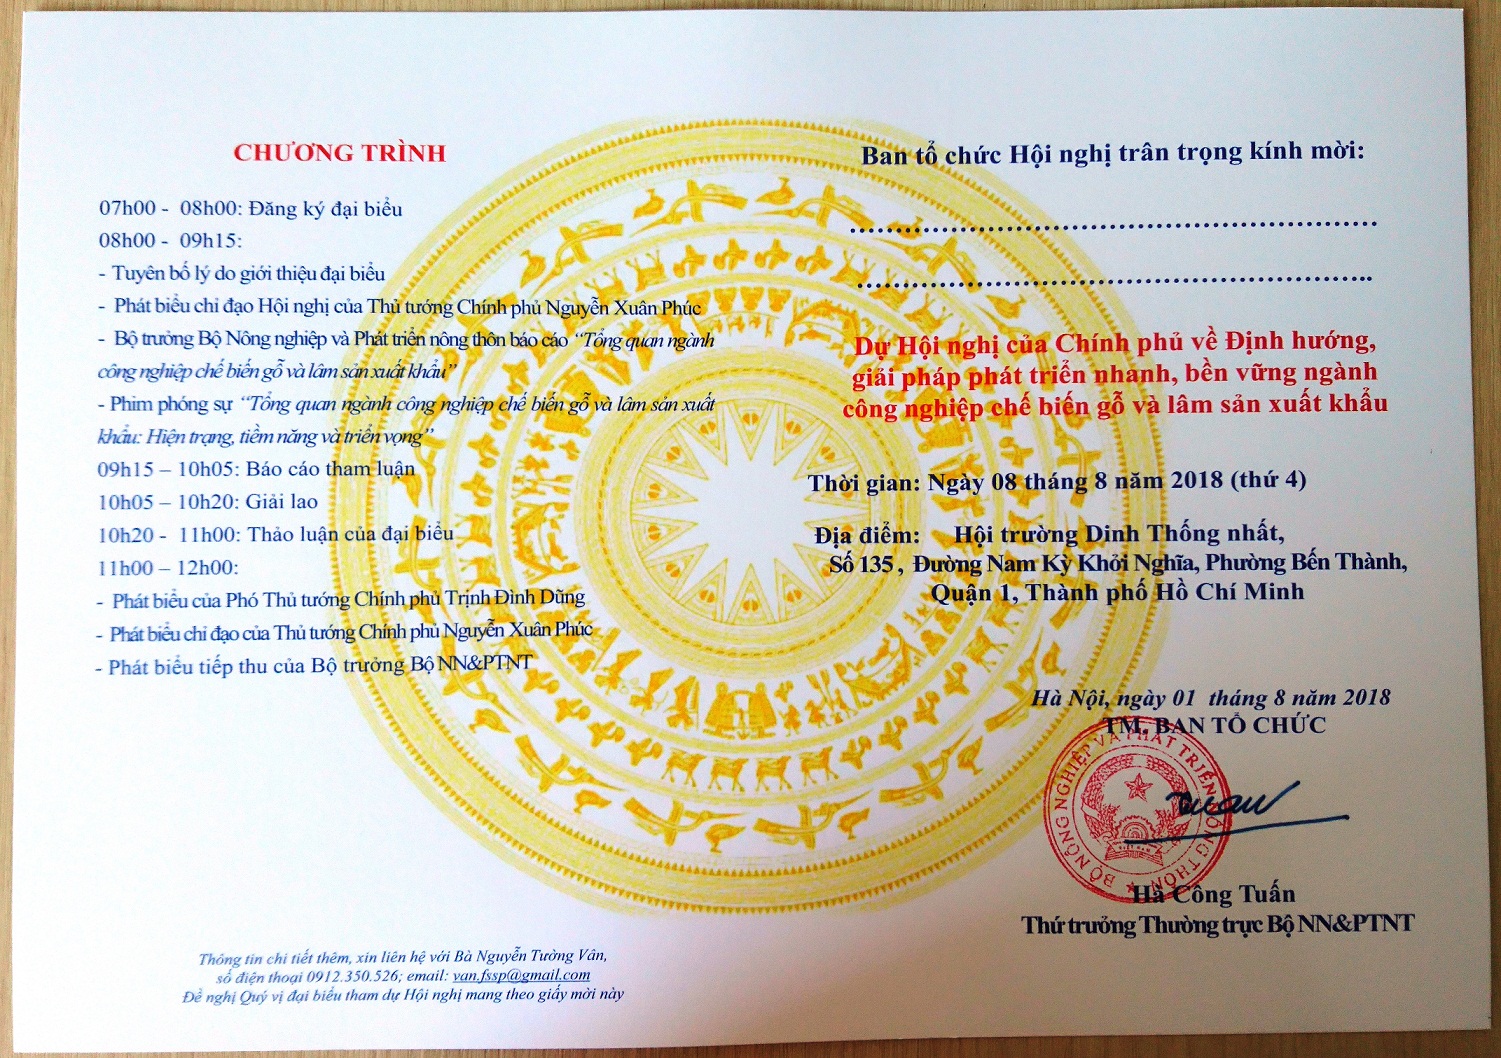 CHƯƠNG TRÌNH
07h00 - 08h00: Đăng ký đại biểu
08h00 - 09h15:
- Tuyên bố lý do giới thiệu đại biểu
- Phát biểu chỉ đạo Hội nghị của Thủ tướng Chính phủ Nguyễn Xuân Phúc
- Bộ trưởng Bộ Nông nghiệp và Phát triển nông thôn báo cáo “Tổng quan ngành
công nghiệp chế biến gỗ và lâm sản xuất khẩu”
- Phim phóng sự “Tổng quan ngành công nghiệp chế biến gỗ và lâm sản xuất
khẩu: Hiện trạng, tiềm năng và triển vọng”
09h15 – 10h05: Báo cáo tham luận
10h05 – 10h20: Giải lao
10h20 - 11h00: Thảo luận của đại biểu
11h00 – 12h00:
- Phát biểu của Phó Thủ tướng Chính phủ Trịnh Đình Dũng
- Phát biểu chỉ đạo của Thủ tướng Chính phủ Nguyễn Xuân Phúc
- Phát biểu tiếp thu của Bộ trưởng Bộ NN&PTNT
Thông tin chi tiết thêm, xin liên hệ với Bà Nguyễn Tường Vân,
số điện thoại 0912.350.526; email: van.fssp@gmail.com
Đề nghị Quý vị đại biểu tham dự Hội nghị mang theo giấy mời này
Ban tổ chức Hội nghị trân trọng kính mời:
Dự Hội nghị của Chính phủ về Định hướng,
giải pháp phát triển nhanh, bền vững ngành
công nghiệp chế biến gỗ và lâm sản xuất khẩu
Thời gian: Ngày 08 tháng 8 năm 2018 (thứ 4)
Địa điểm: Hội trường Dinh Thống nhất,
Số 135 , Đường Nam Kỳ Khởi Nghĩa, Phường Bến Thành,
Quận 1, Thành phố Hồ Chí Minh
Hà Nội, ngày 01 tháng 8 năm 2018
TM. BAN TỔ CHỨC
BỘ NÔNG NGHIỆP VÀ PHÁT TRIỂN NÔNG THÔN
Hà Công Tuấn
Thứ trưởng Thường trực Bộ NN&PTNT